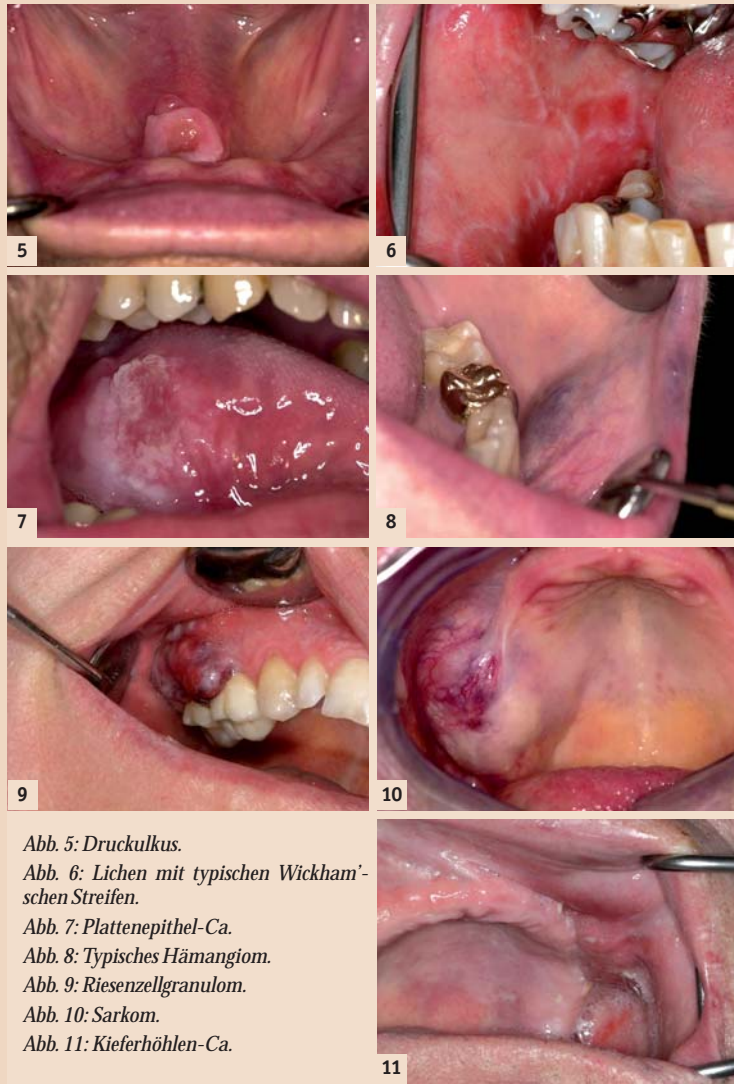 5
6
7
8
9
10
Abb. 5: Druckulkus.
Abb. 6: Lichen mit typischen Wickham'-
schen Streifen.
Abb. 7: Plattenepithel-Ca.
Abb. 8: Typisches Hämangiom.
Abb. 9: Riesenzellgranulom.
Abb. 10: Sarkom.
Abb. 11: Kieferhöhlen-Ca.
11